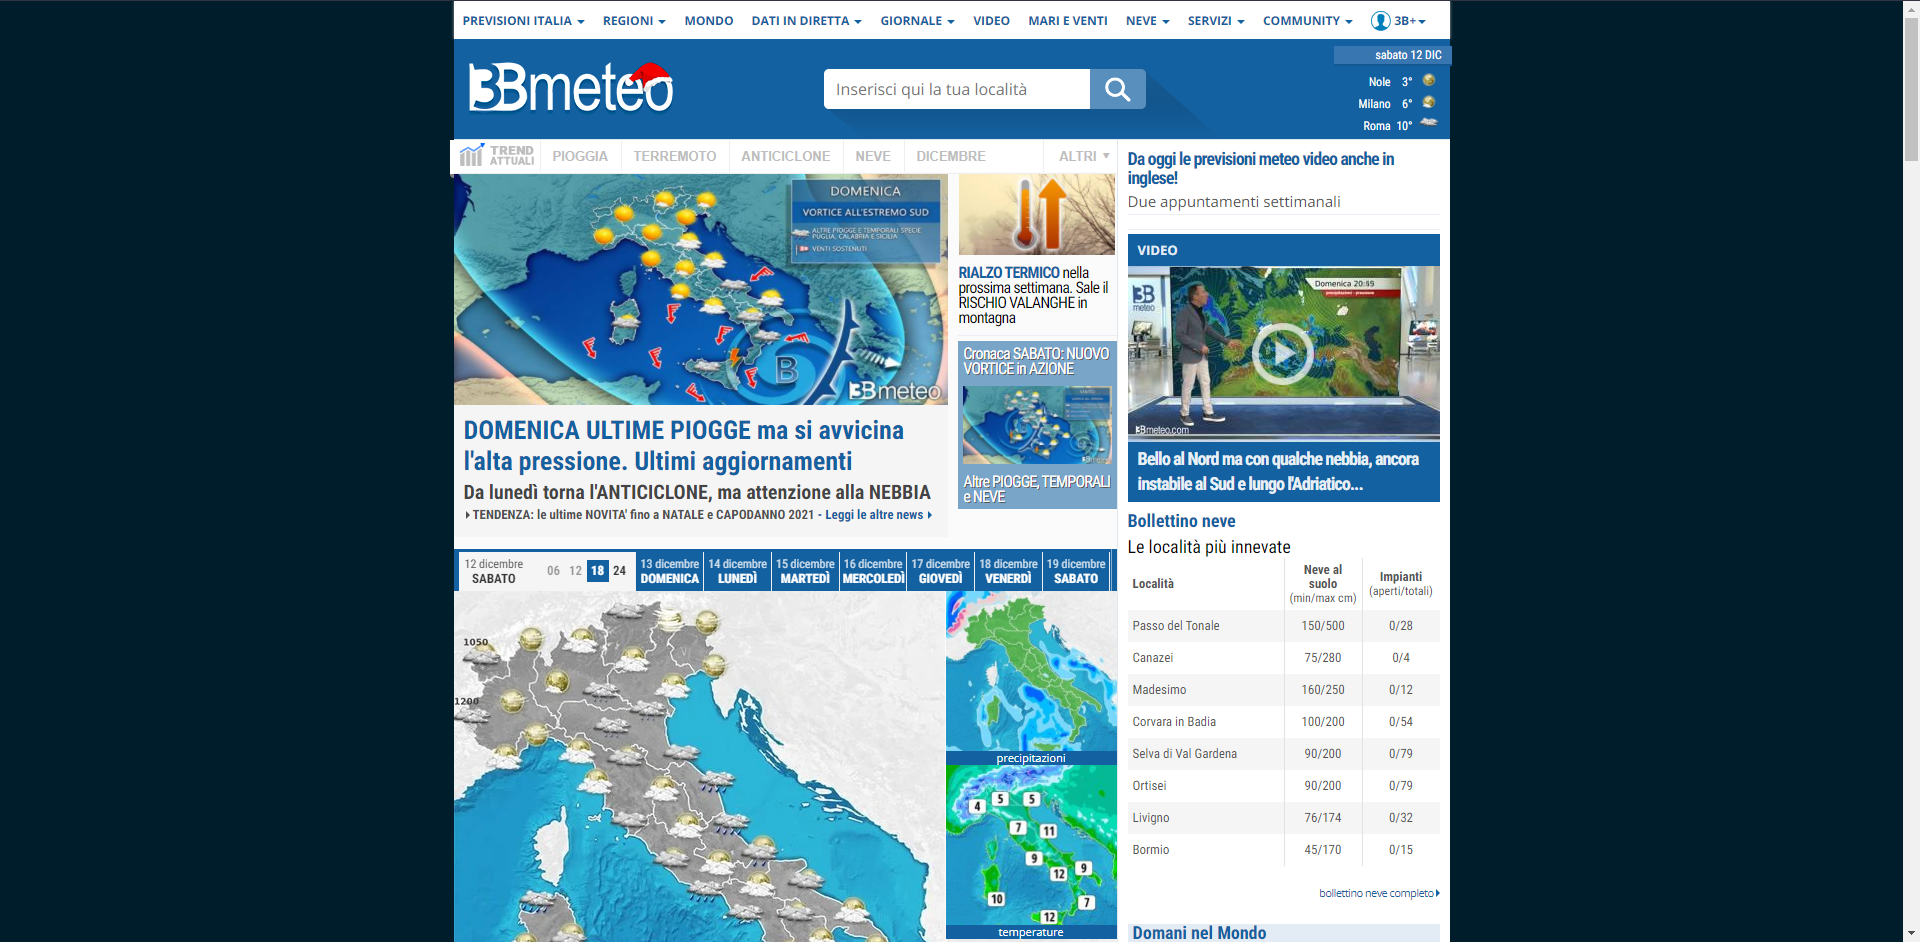 PREVISIONI ITALIA REGIONI MONDO DATI IN DIRETTA GIORNALE VIDEO MARI E VENTI NEVE SERVIZI COMMUNITY 3B+
sabato 12 DIC
3Bmeteo
Inserisci qui la tua località
Nole 3°
Milano 6°
Roma 10°
TREND
ATTUALI
PIOGGIA TERREMOTO ANTICICLONE NEVE DICEMBRE ALTRI
DOMENICA
VORTICE ALL'ESTREMO SUD
ALTRE PIOGGE E TEMPORALI SPECIE
PUGLIA, CALABRIA E SICILIA
VENTI SOSTENUTI
B
3Bmeteo
DOMENICA ULTIME PIOGGE ma si avvicina
l'alta pressione. Ultimi aggiornamenti
Da lunedì torna l'ANTICICLONE, ma attenzione alla NEBBIA
TENDENZA: le ultime NOVITA' fino a NATALE e CAPODANNO 2021 - Leggi le altre news
RIALZO TERMICO nella
prossima settimana. Sale il
RISCHIO VALANGHE in
montagna
Cronaca SABATO: NUOVO
VORTICE in AZIONE
Altre PIOGGE, TEMPORALI
e NEVE
Da oggi le previsioni meteo video anche in
inglese!
Due appuntamenti settimanali
VIDEO
3B
meteo
Domenica 20:59
3Bmeteo.com
Bello al Nord ma con qualche nebbia, ancora
instabile al Sud e lungo l'Adriatico...
12 dicembre
SABATO
06 12 18 24
13 dicembre
DOMENICA
14 dicembre
LUNEDÌ
15 dicembre
MARTEDÌ
16 dicembre
MERCOLEDÌ
17 dicembre
GIOVEDÌ
18 dicembre
VENERDÌ
19 dicembre
SABATO
1050
1200
precipitazioni
4 5 5
7 11
9
12 9
10 7
12
temperature
Bollettino neve
Le località più innevate
Località
Neve al
suolo
(min/max cm)
Impianti
(aperti/totali)
Passo del Tonale 150/500 0/28
Canazei 75/280 0/4
Madesimo 160/250 0/12
Corvara in Badia 100/200 0/54
Selva di Val Gardena 90/200 0/79
Ortisei 90/200 0/79
Livigno 76/174 0/32
Bormio 45/170 0/15
bollettino neve completo
Domani nel Mondo